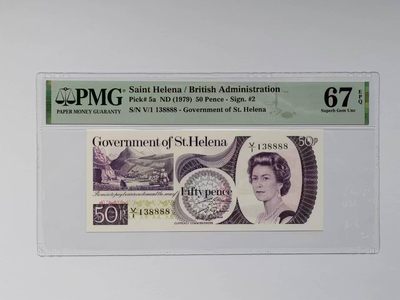 PMG
PAPER MONEY GUARANTY
Saint Helena / British Administration
Pick# 5a ND (1979) 50 Pence - Sign. #2
S/N V/1 138888 - Government of St. Helena
67 EPQ
Superb Gem Unc
Government of St.Helena
V/1 138888
50P
Fifty pence
50P
V/1 138888